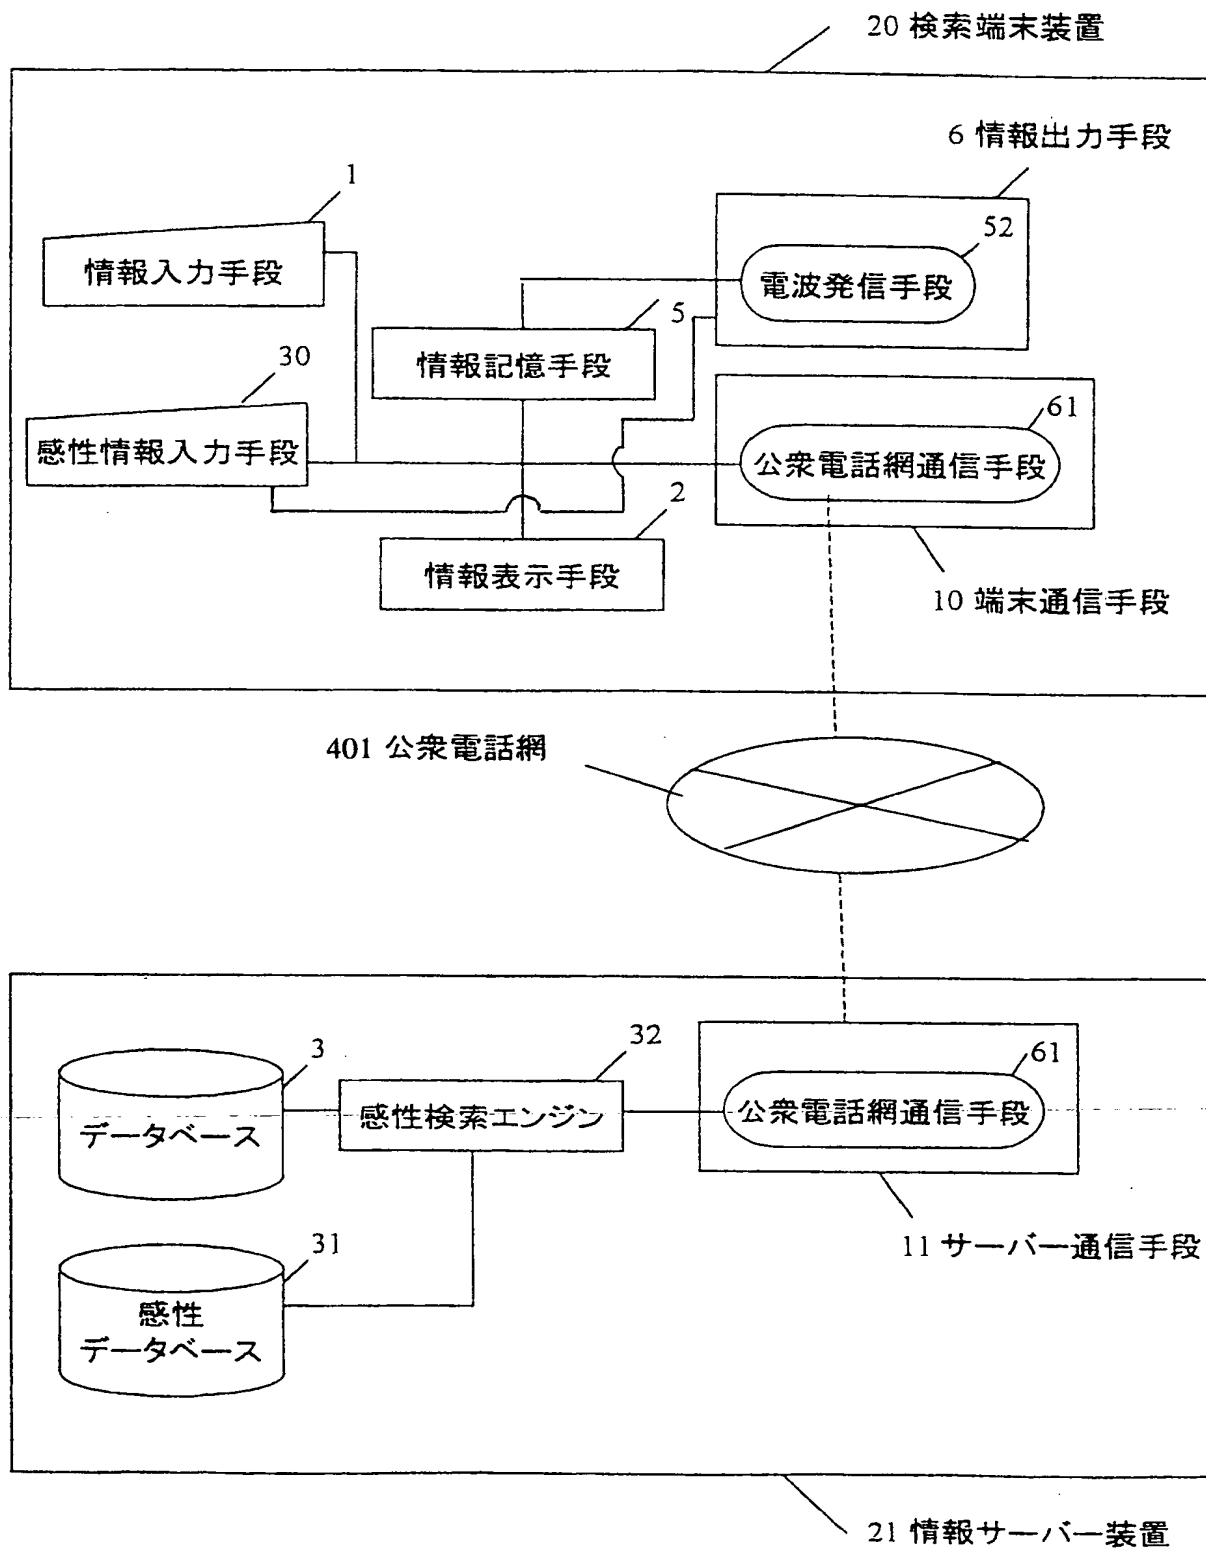 20 検索端末装置
6 情報出力手段
1
情報入力手段
52
電波発信手段
5
情報記憶手段
30
感性情報入力手段
61
公衆電話網通信手段
2
情報表示手段
10 端末通信手段
401 公衆電話網
3
データベース
32
感性検索エンジン
61
公衆電話網通信手段
11 サーバー通信手段
31
感性
データベース
21 情報サーバー装置